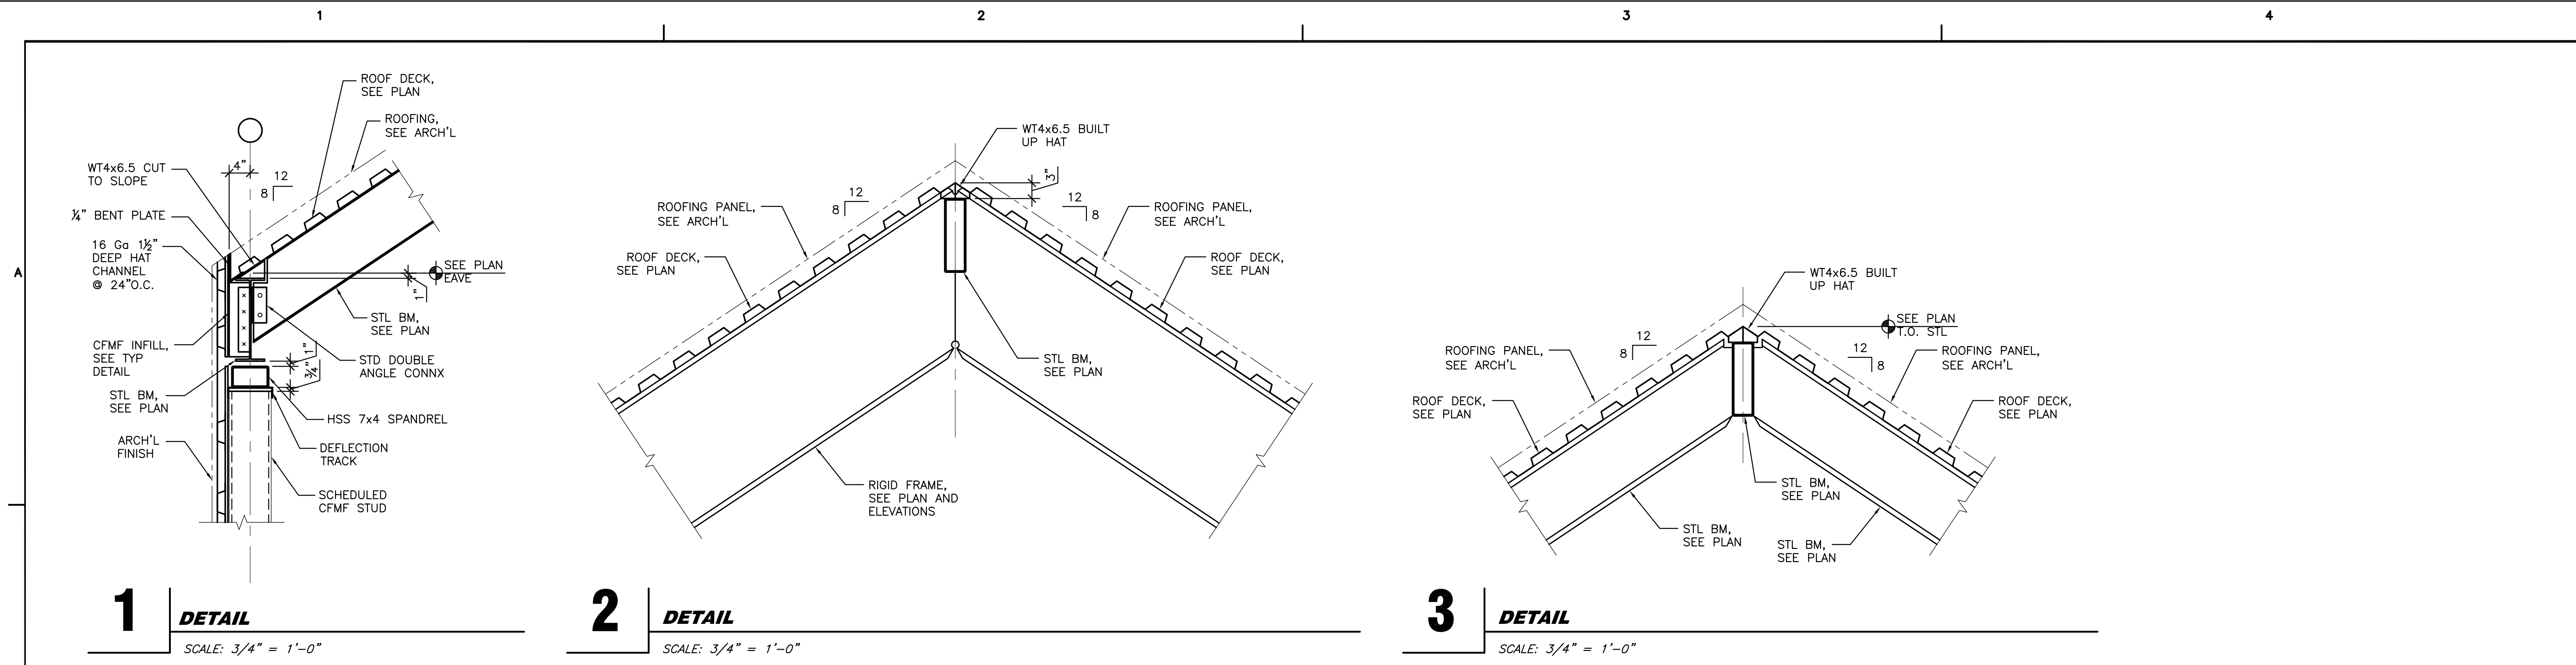 1
2
3
4
A
ROOF DECK,
SEE PLAN
ROOFING,
SEE ARCH'L
WT4x6.5 CUT
TO SLOPE
4"
12
8
¼" BENT PLATE
16 Ga 1½"
DEEP HAT
CHANNEL
@ 24"O.C.
SEE PLAN
EAVE
1"
STL BM,
SEE PLAN
CFMF INFILL,
SEE TYP
DETAIL
1"
¾"
STD DOUBLE
ANGLE CONNX
STL BM,
SEE PLAN
HSS 7x4 SPANDREL
ARCH'L
FINISH
DEFLECTION
TRACK
SCHEDULED
CFMF STUD
1
DETAIL
SCALE: 3/4" = 1'-0"
WT4x6.5 BUILT
UP HAT
3"
12
8
12
8
ROOFING PANEL,
SEE ARCH'L
ROOFING PANEL,
SEE ARCH'L
ROOF DECK,
SEE PLAN
ROOF DECK,
SEE PLAN
STL BM,
SEE PLAN
RIGID FRAME,
SEE PLAN AND
ELEVATIONS
2
DETAIL
SCALE: 3/4" = 1'-0"
WT4x6.5 BUILT
UP HAT
SEE PLAN
T.O. STL
12
8
12
8
ROOFING PANEL,
SEE ARCH'L
ROOFING PANEL,
SEE ARCH'L
ROOF DECK,
SEE PLAN
ROOF DECK,
SEE PLAN
STL BM,
SEE PLAN
STL BM,
SEE PLAN
STL BM,
SEE PLAN
3
DETAIL
SCALE: 3/4" = 1'-0"